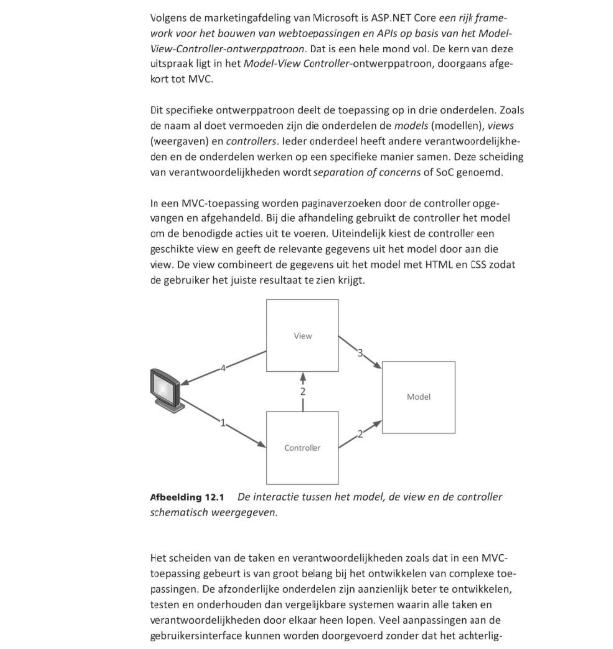 Volgens de marketingafdeling van Microsoft is ASP.NET Core een rijk frame-
work voor het bouwen van webtoepassingen en APIs op basis van het Model-
View-Controller-ontwerppatroon. Dat is een hele mond vol. De kern van deze
uitspraak ligt in het Model-View Controller-ontwerppatroon, doorgaans afge-
kort tot MVC.
Dit specifieke ontwerppatroon deelt de toepassing op in drie onderdelen. Zoals
de naam al doet vermoeden zijn die onderdelen de models (modellen), views
(weergaven) en controllers. Ieder onderdeel heeft andere verantwoordelijkhe-
den en de onderdelen werken op een specifieke manier samen. Deze scheiding
van verantwoordelijkheden wordt separation of concerns of SoC genoemd.
In een MVC-toepassing worden paginaverzoeken door de controller opge-
vangen en afgehandeld. Bij die afhandeling gebruikt de controller het model
om de benodigde acties uit te voeren. Uiteindelijk kiest de controller een
geschikte view en geeft de relevante gegevens uit het model door aan die
view. De view combineert de gegevens uit het model met HTML en CSS zodat
de gebruiker het juiste resultaat te zien krijgt.
View
3
4
2
Model
1
2
Controller
Afbeelding 12.1 De interactie tussen het model, de view en de controller
schematisch weergegeven.
Het scheiden van de taken en verantwoordelijkheden zoals dat in een MVC-
toepassing gebeurt is van groot belang bij het ontwikkelen van complexe toe-
passingen. De afzonderlijke onderdelen zijn aanzienlijk beter te ontwikkelen,
testen en onderhouden dan vergelijkbare systemen waarin alle taken en
verantwoordelijkheden door elkaar heen lopen. Veel aanpassingen aan de
gebruikersinterface kunnen worden doorgevoerd zonder dat het achterlig-